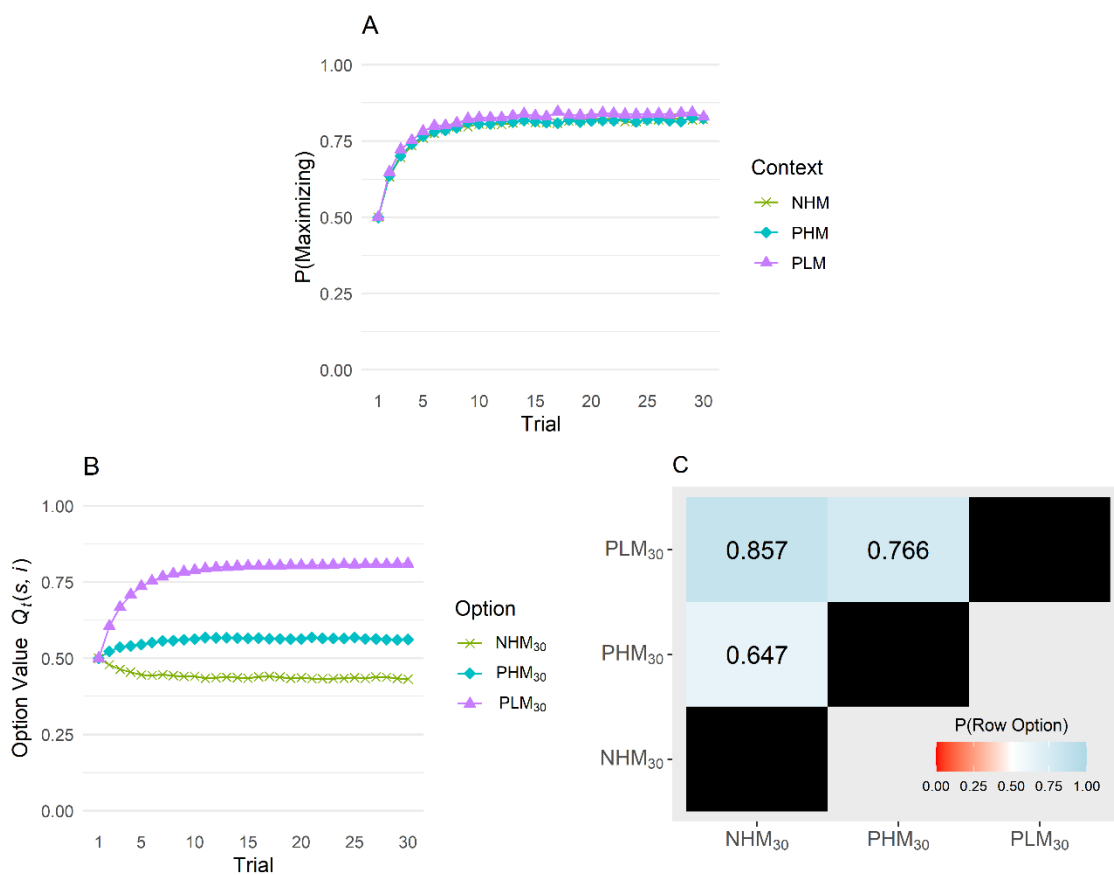 A
1.00
0.75
0.50
0.25
0.00
P(Maximizing)
1 5 10 15 20 25 30
Trial
Context
NHM
PHM
PLM
B
1.00
0.75
0.50
0.25
0.00
Option Value Qₜ(s, i)
1 5 10 15 20 25 30
Trial
Option
NHM₃₀
PHM₃₀
PLM₃₀
C
PLM₃₀ 0.857 0.766
PHM₃₀ 0.647
NHM₃₀
P(Row Option)
0.00 0.25 0.50 0.75 1.00
NHM₃₀ PHM₃₀ PLM₃₀